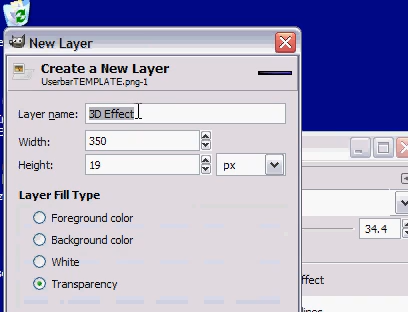 New Layer
Create a New Layer
UserbarTEMPLATE.png-1
Layer name: 3D Effect
Width: 350
Height: 19 px
Layer Fill Type
Foreground color
Background color
White
Transparency
34.4
ffect
lines